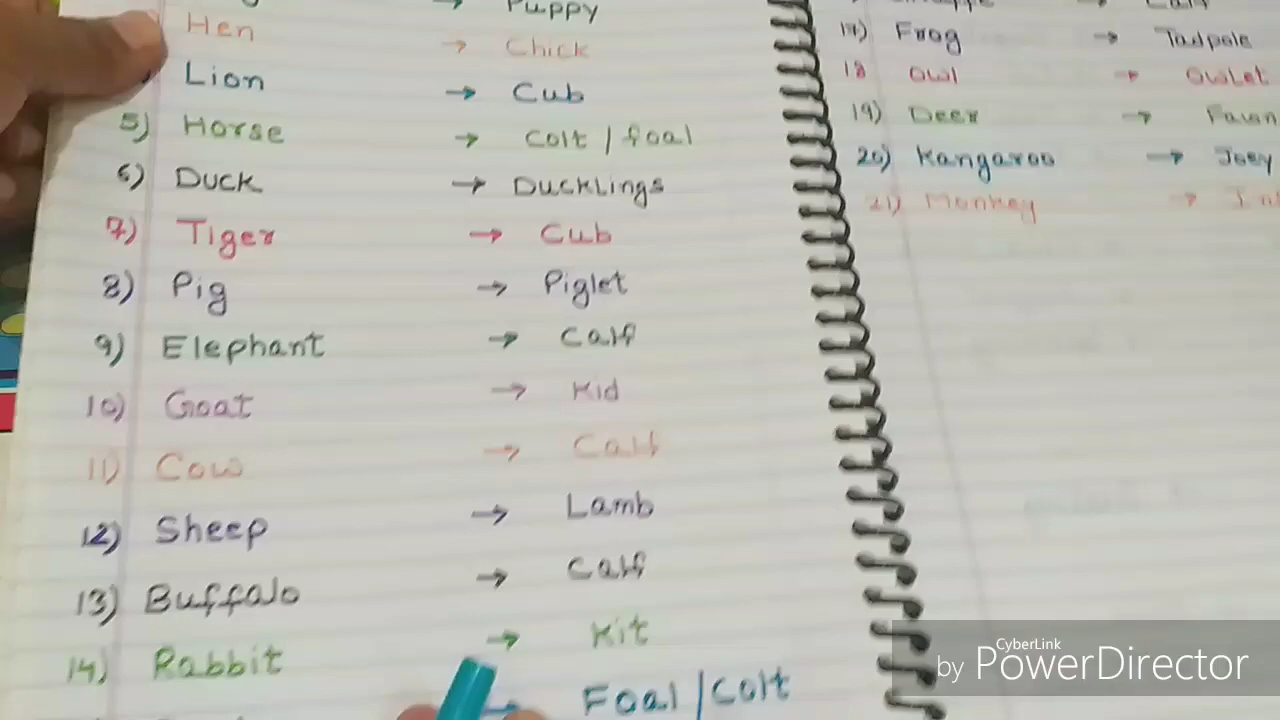 → Puppy
Hen → Chick
Lion → Cub
5) Horse → Colt / foal
6) Duck → Ducklings
7) Tiger → Cub
8) Pig → Piglet
9) Elephant → Calf
10) Goat → Kid
11) Cow → Calf
12) Sheep → Lamb
13) Buffalo → Calf
14) Rabbit → Kit
→ Foal / Colt
17) Frog → Tadpole
18 Owl → Owlet
19) Deer → Fawn
20) Kangaroo → Joey
21) Monkey →
CyberLink
by PowerDirector